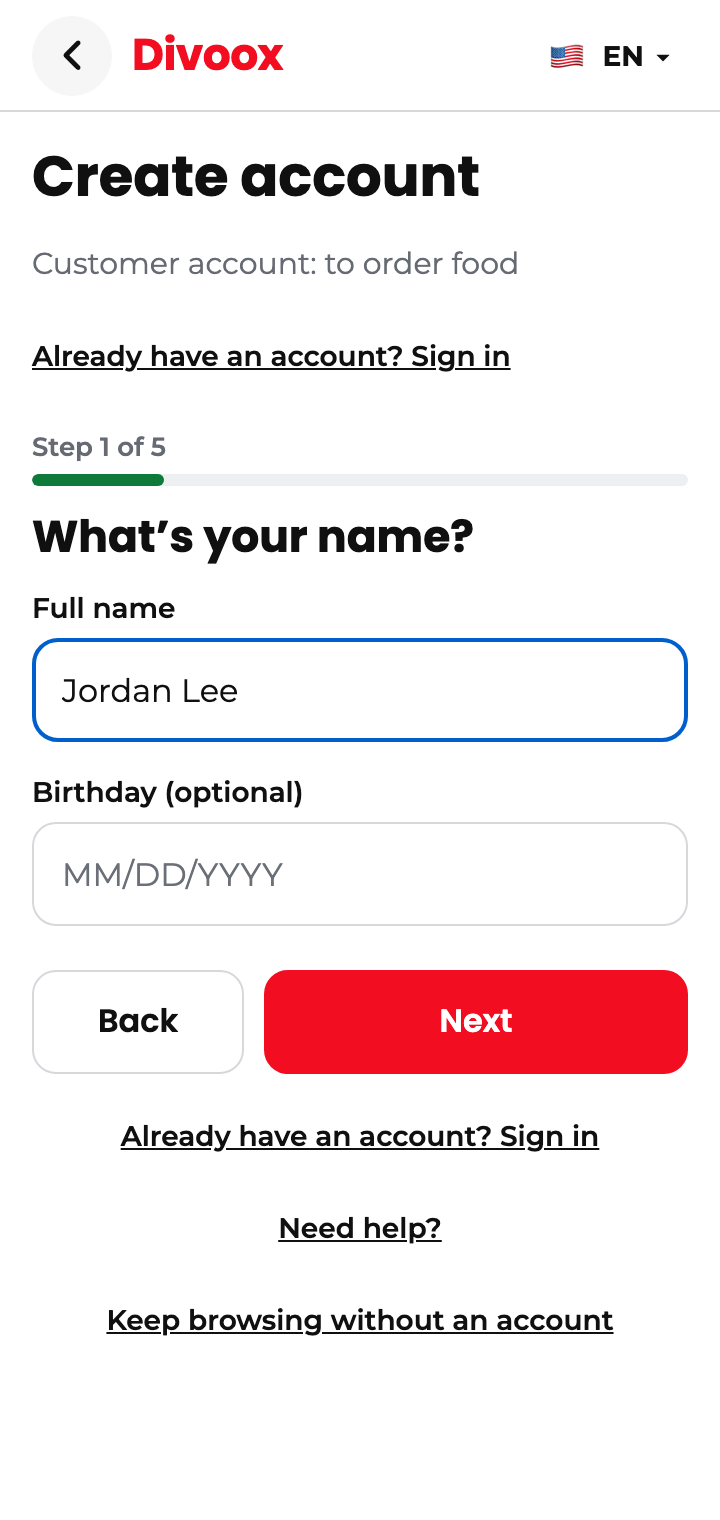 Divoox
EN
Create account
Customer account: to order food
Already have an account? Sign in
Step 1 of 5
What’s your name?
Full name
Jordan Lee
Birthday (optional)
MM/DD/YYYY
Back
Next
Already have an account? Sign in
Need help?
Keep browsing without an account